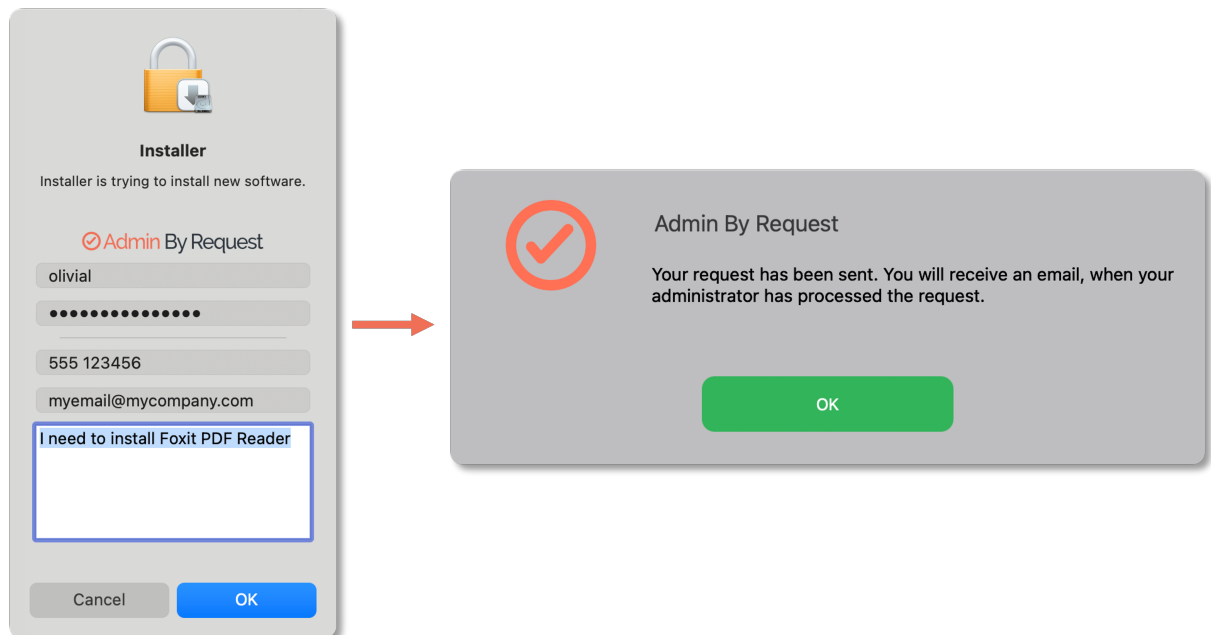 Installer
Installer is trying to install new software.
Admin By Request
olivial
●●●●●●●●●●●●●●●
555 123456
myemail@mycompany.com
I need to install Foxit PDF Reader
Cancel
OK
Admin By Request
Your request has been sent. You will receive an email, when your
administrator has processed the request.
OK